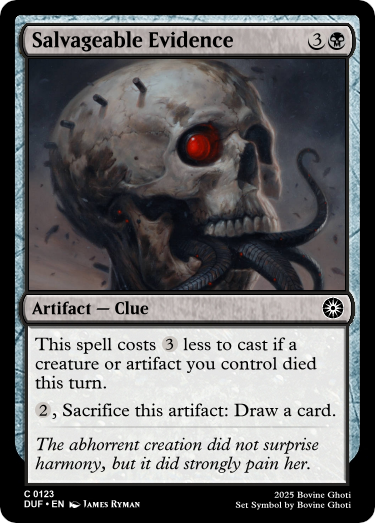 Salvageable Evidence 3
Artifact — Clue
This spell costs 3 less to cast if a
creature or artifact you control died
this turn.
2, Sacrifice this artifact: Draw a card.
The abhorrent creation did not surprise
harmony, but it did strongly pain her.
C 0123
DUF • EN James Ryman
2025 Bovine Ghoti
Set Symbol by Bovine Ghoti